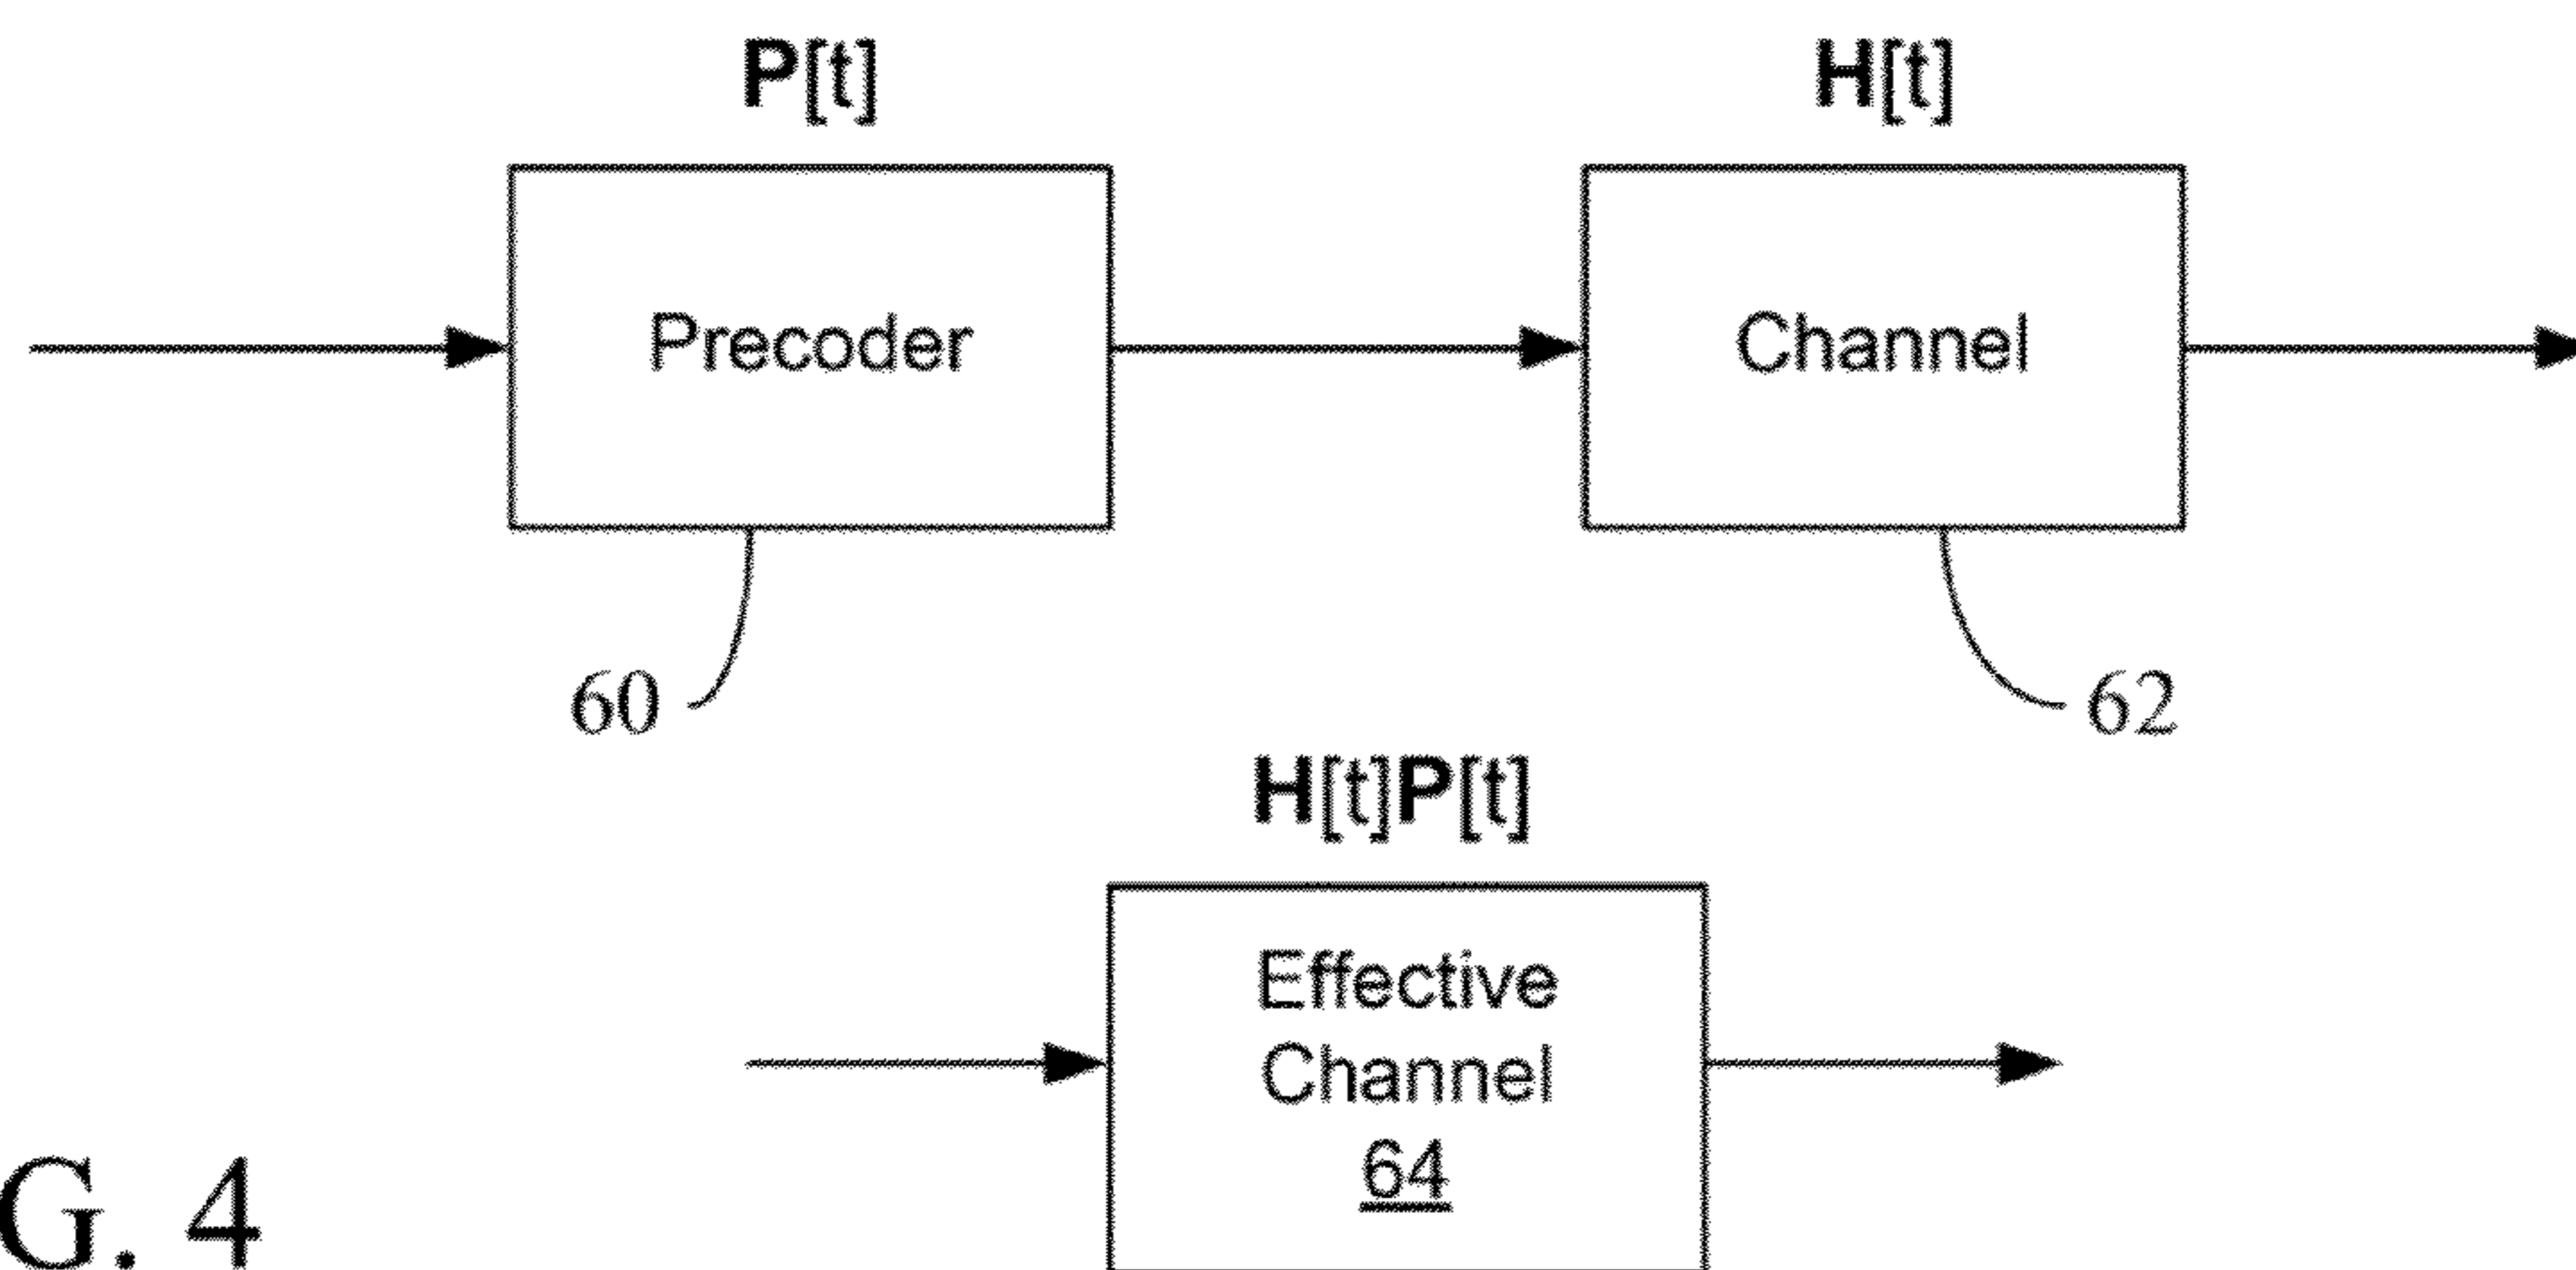 P[t]
H[t]
Precoder
Channel
60
62
H[t]P[t]
Effective
Channel
64
G. 4